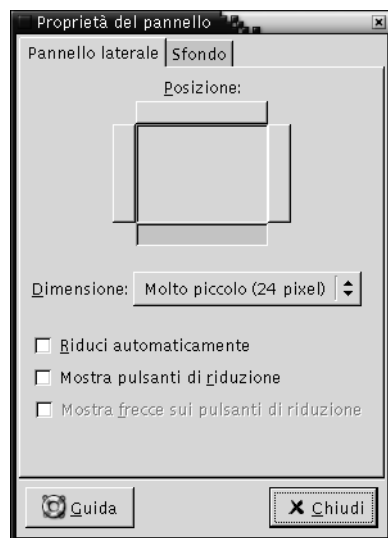 Proprietà del pannello
Pannello laterale Sfondo
Posizione:
Dimensione: Molto piccolo (24 pixel)
Riduci automaticamente
Mostra pulsanti di riduzione
Mostra frecce sui pulsanti di riduzione
Guida Chiudi